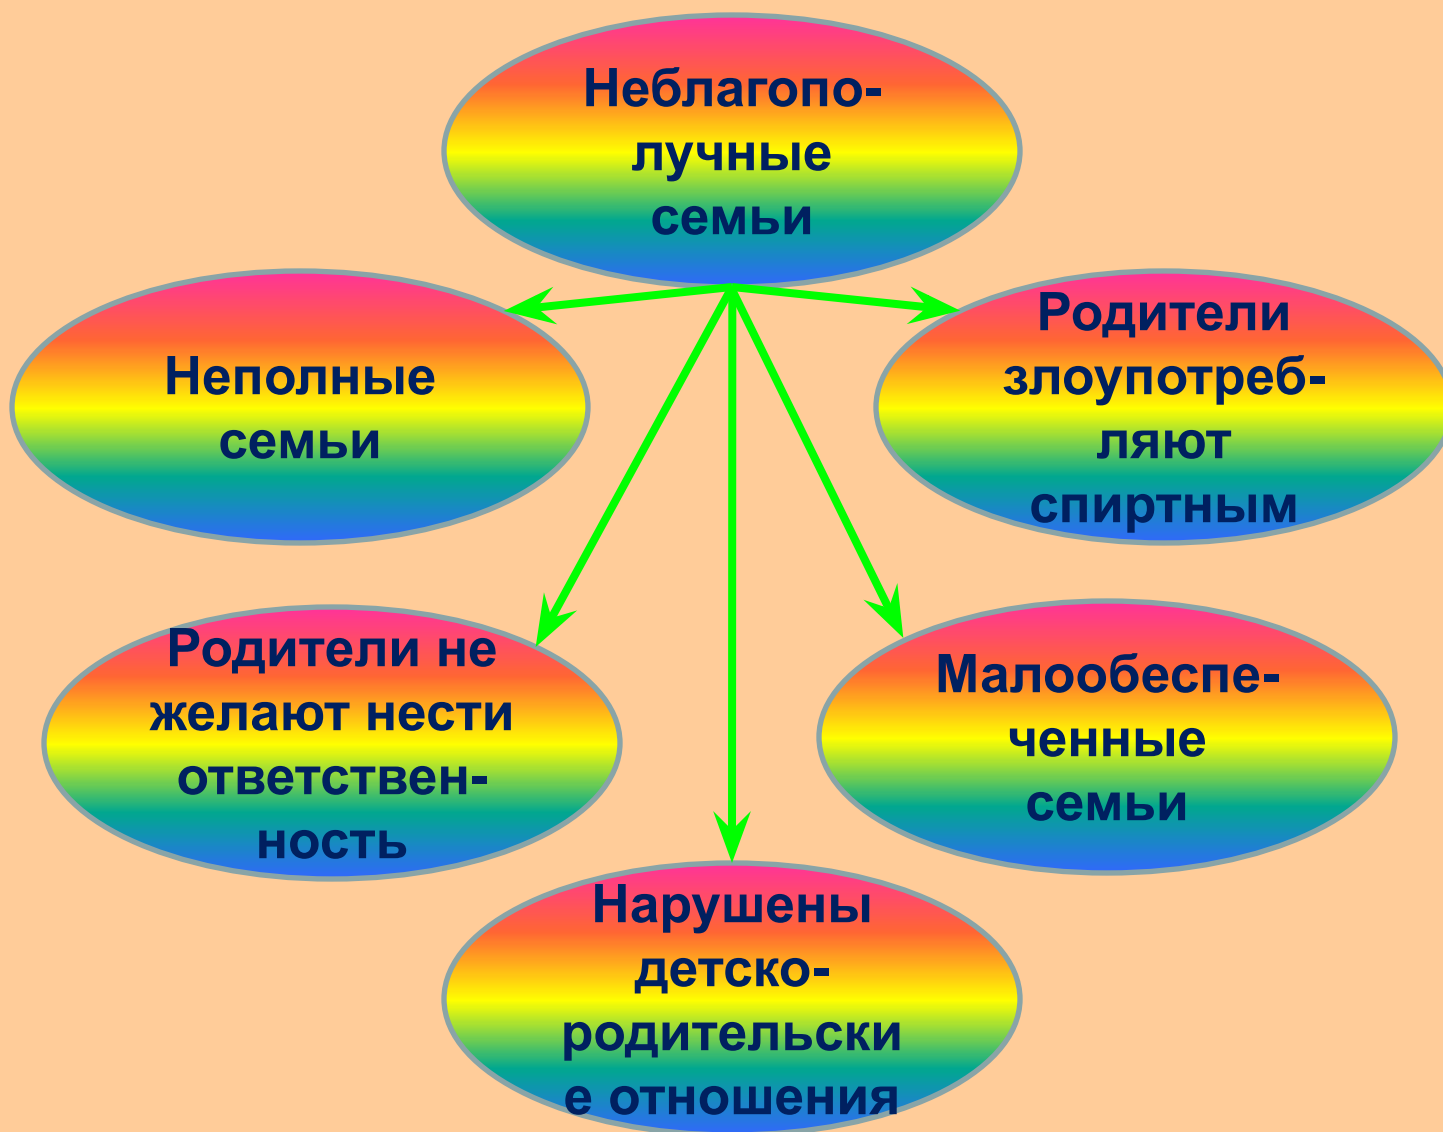 Неблагопо-
лучные
семьи
Неполные
семьи
Родители
злоупотреб-
ляют
спиртным
Родители не
желают нести
ответствен-
ность
Малообеспе-
ченные
семьи
Нарушены
детско-
родительски
е отношения